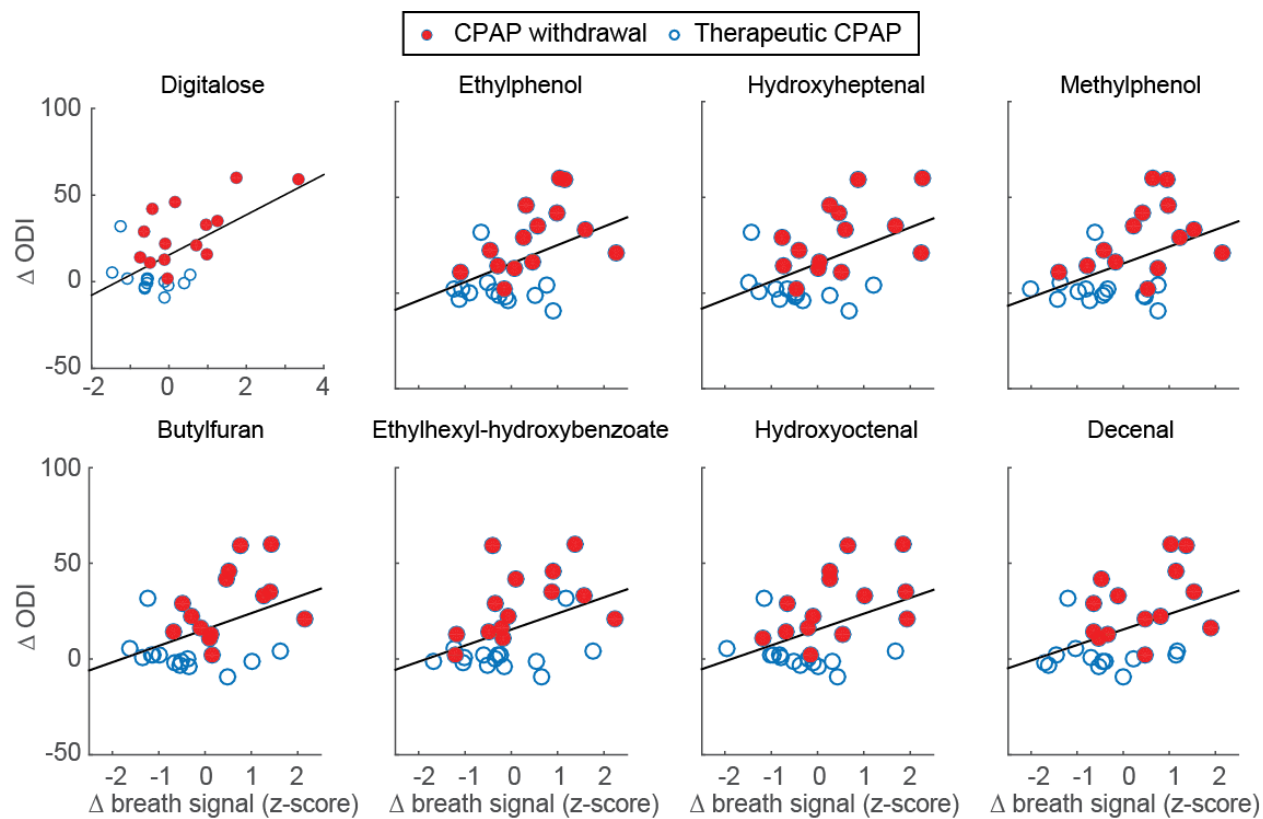 CPAP withdrawal Therapeutic CPAP
Digitalose Ethylphenol Hydroxyheptenal Methylphenol
100
50
0
-50
Δ ODI
-2 0 2 4
Butylfuran Ethylhexyl-hydroxybenzoate Hydroxyoctenal Decenal
100
50
0
-50
Δ ODI
-2 -1 0 1 2 -2 -1 0 1 2 -2 -1 0 1 2 -2 -1 0 1 2
Δ breath signal (z-score) Δ breath signal (z-score) Δ breath signal (z-score) Δ breath signal (z-score)